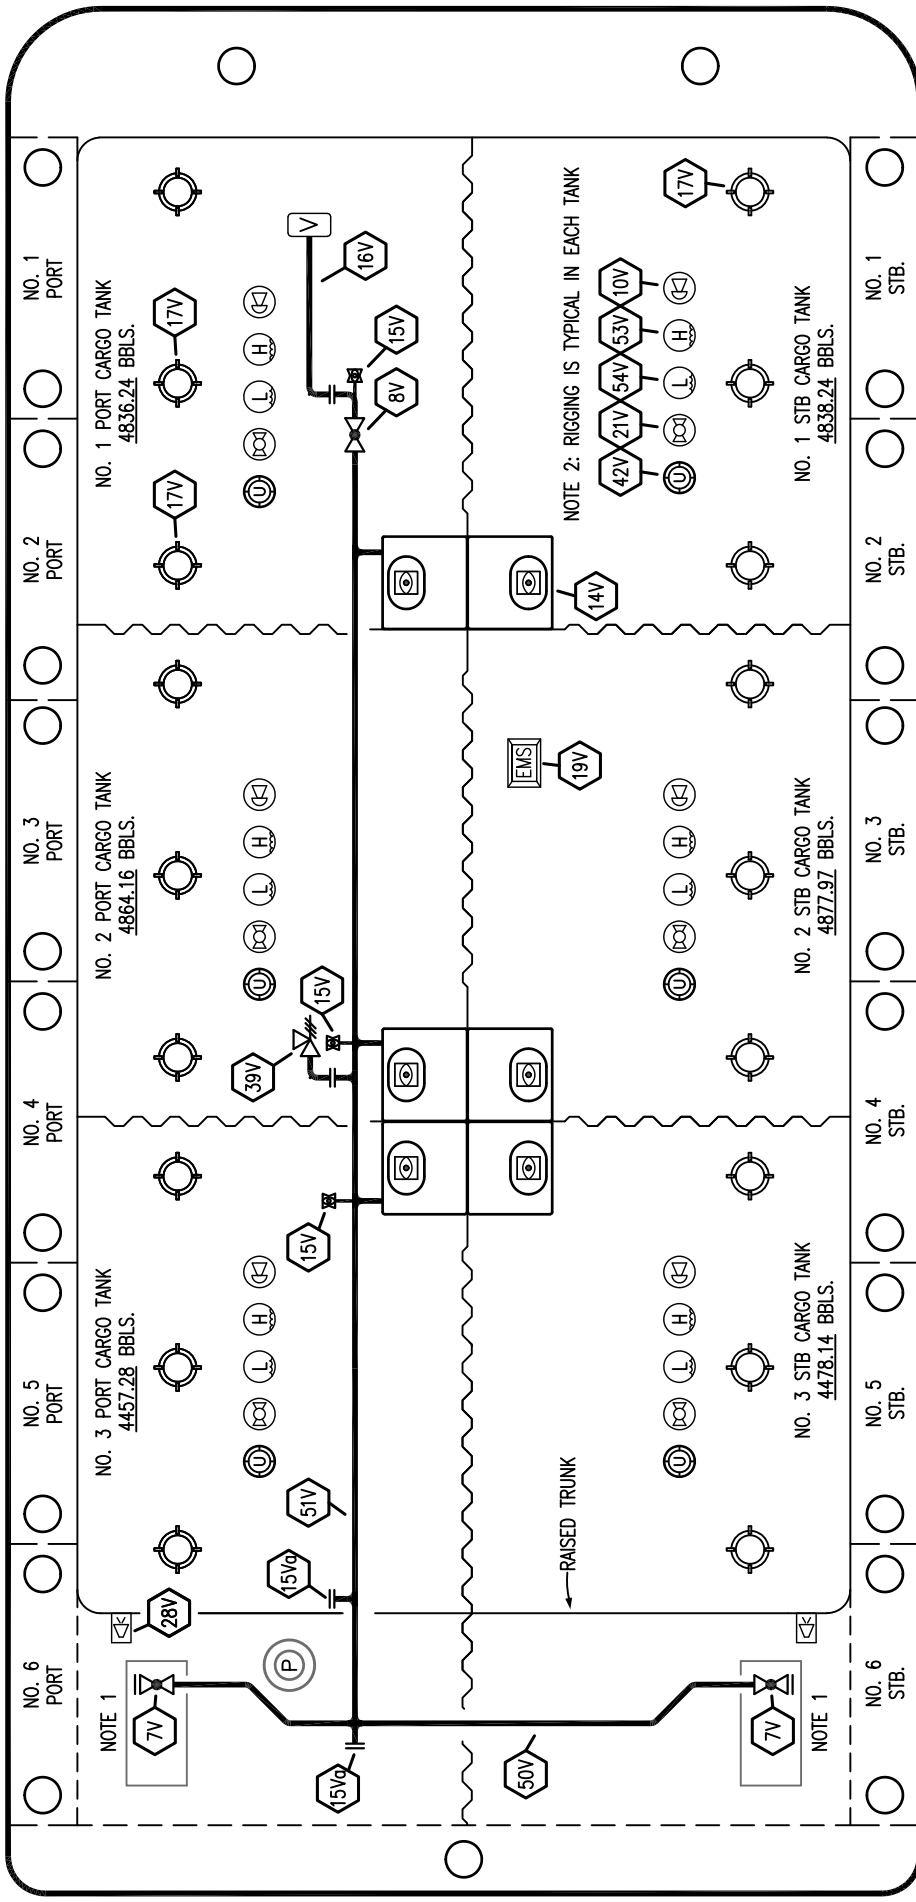 NO. 6
PORT
NO. 5
PORT
NO. 4
PORT
NO. 3
PORT
NO. 2
PORT
NO. 1
PORT
NO. 3 PORT CARGO TANK
4457.28 BBLS.
NO. 2 PORT CARGO TANK
4864.16 BBLS.
NO. 1 PORT CARGO TANK
4836.24 BBLS.
NOTE 1
7V
28V
17V
17V
U
L
H
U
L
H
U
L
H
P
15Va
51V
15V
39V
15V
16V
V
15V
8V
15Va
50V
RAISED TRUNK
EMS
19V
14V
NOTE 2: RIGGING IS TYPICAL IN EACH TANK
42V
21V
54V
53V
10V
17V
U
L
H
U
L
H
U
L
H
7V
NOTE 1
NO. 3 STB CARGO TANK
4478.14 BBLS.
NO. 2 STB CARGO TANK
4877.97 BBLS.
NO. 1 STB CARGO TANK
4838.24 BBLS.
NO. 6
STB.
NO. 5
STB.
NO. 4
STB.
NO. 3
STB.
NO. 2
STB.
NO. 1
STB.